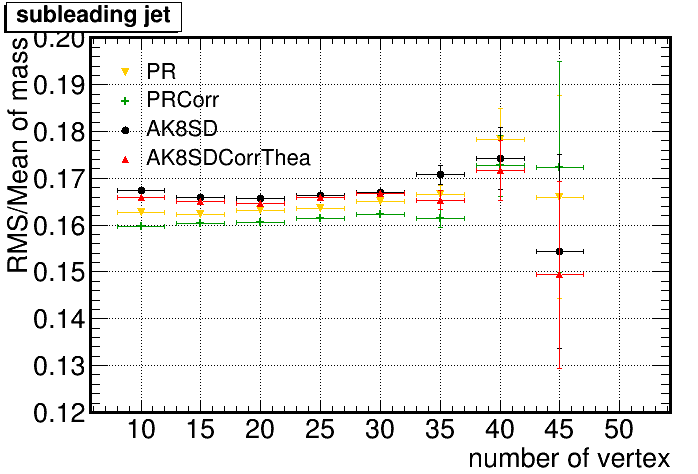 subleading jet
RMS/Mean of mass
0.20
0.19
0.18
0.17
0.16
0.15
0.14
0.13
0.12
PR
PRCorr
AK8SD
AK8SDCorrThea
10 15 20 25 30 35 40 45 50
number of vertex